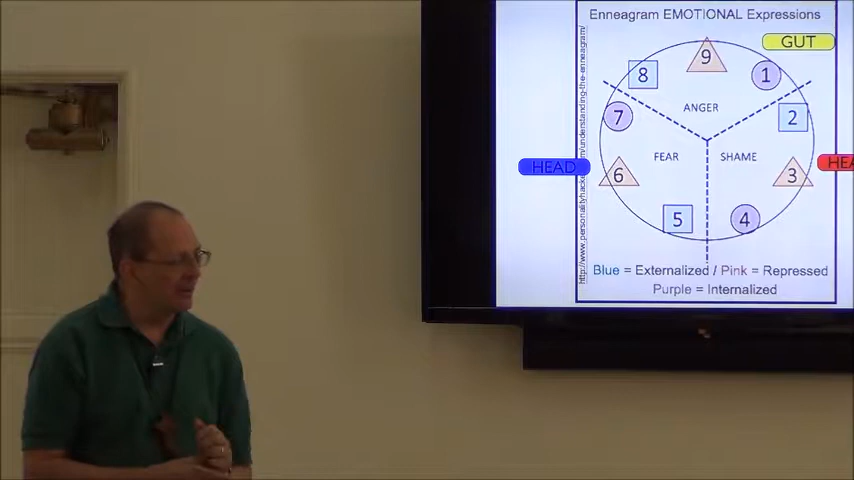 Enneagram EMOTIONAL Expressions
GUT
9
8
1
7
ANGER
2
HEAD
FEAR
SHAME
HEA
6
3
5
4
Blue = Externalized / Pink = Repressed
Purple = Internalized